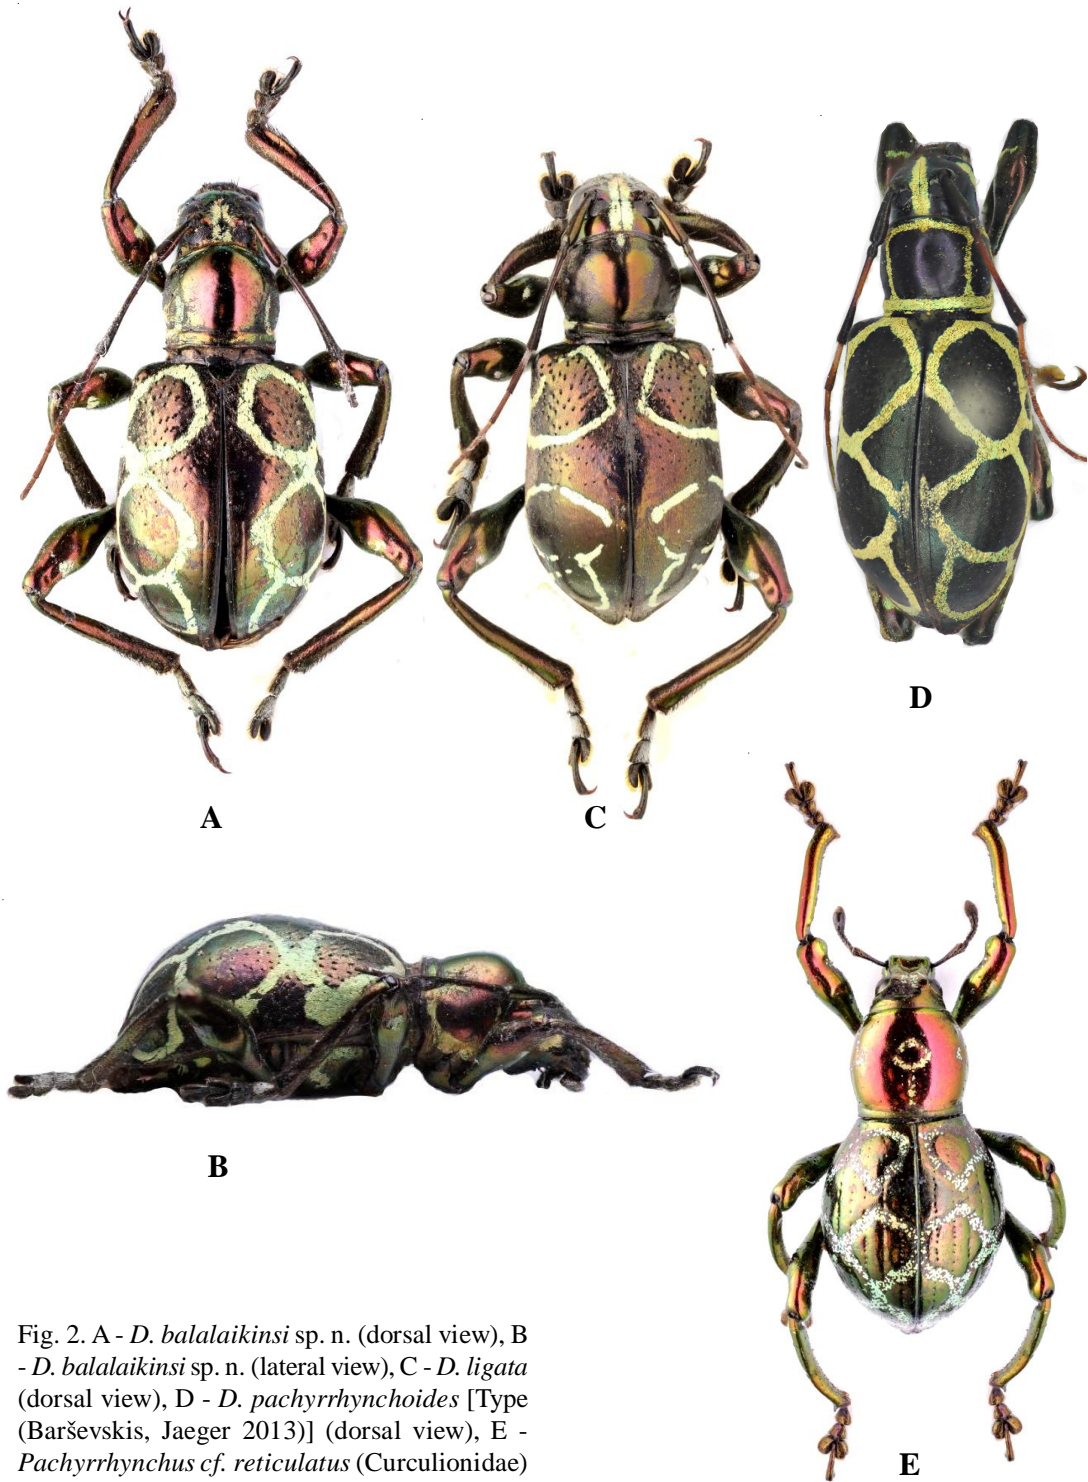 A
C
D
B
E
Fig. 2. A - D. balalaikinsi sp. n. (dorsal view), B
- D. balalaikinsi sp. n. (lateral view), C - D. ligata
(dorsal view), D - D. pachyrrhynchoides [Type
(Barševskis, Jaeger 2013)] (dorsal view), E -
Pachyrrhynchus cf. reticulatus (Curculionidae)